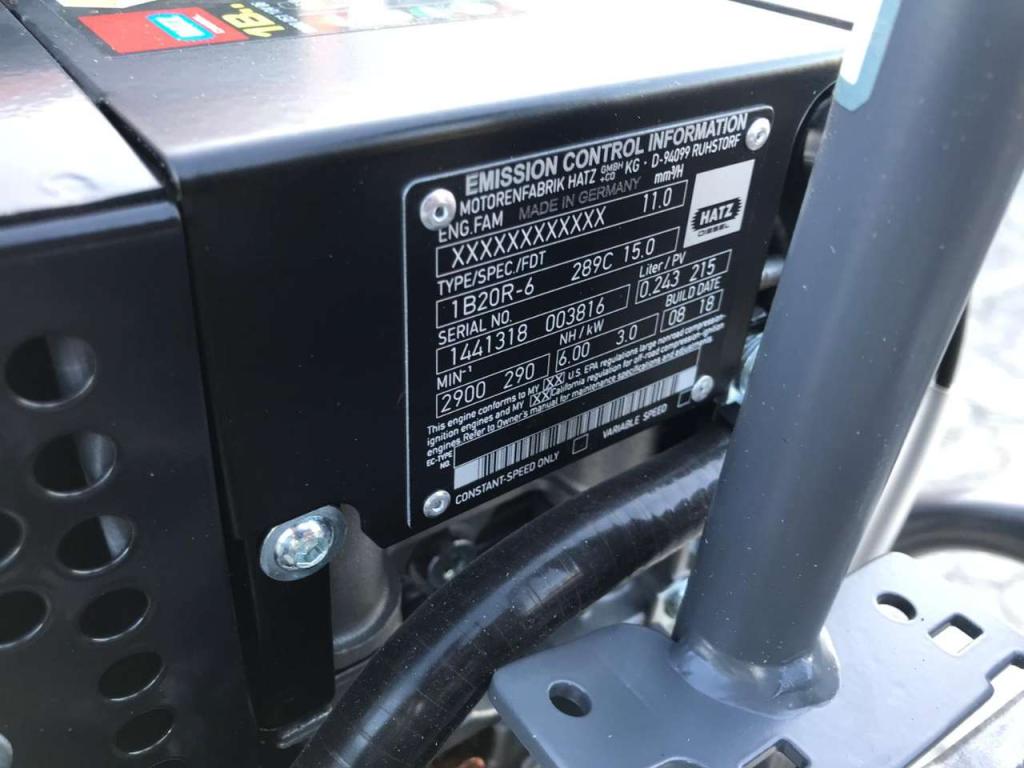 1B.
EMISSION CONTROL INFORMATION
MOTORENFABRIK HATZ GMBH +CO KG · D-94099 RUHSTORF
ENG.FAM MADE IN GERMANY mm³/H
XXXXXXXXXXXX 11.0
HATZ
DIESEL
TYPE/SPEC/FDT
1B20R-6 289C 15.0
Liter / PV
0.243 215
SERIAL NO.
1441318 003816
BUILD DATE
08 18
MIN⁻¹ NH / kW
2900 290 6.00 3.0
This engine conforms to MY XX U.S. EPA regulations large nonroad compression-
ignition engines and MY XX California regulation for off-road compression-ignition
engines. Refer to Owner's manual for maintenance specifications and adjustments.
EC-TYPE
NO.
CONSTANT-SPEED ONLY VARIABLE SPEED